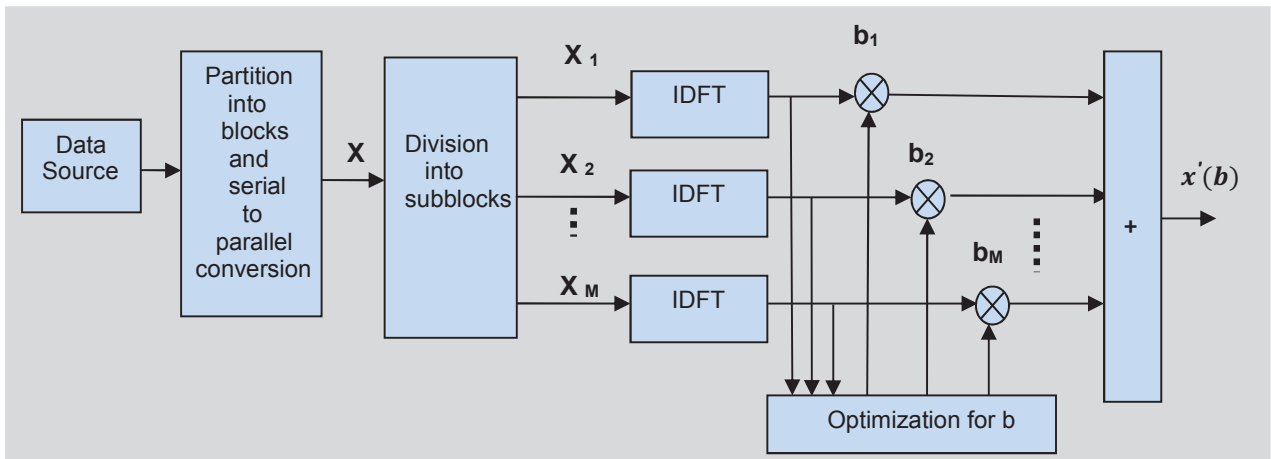 Data
Source
Partition
into
blocks
and
serial
to
parallel
conversion
X
Division
into
subblocks
X 1
X 2
X M
IDFT
IDFT
IDFT
b1
b2
bM
Optimization for b
+
x'(b)